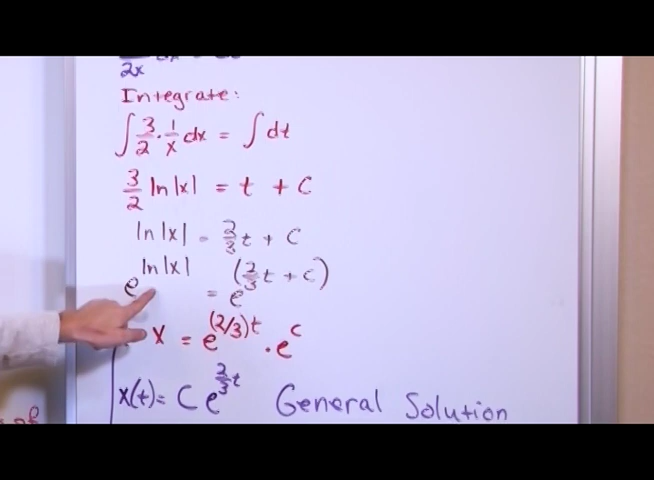 2x
Integrate:
∫ 3/2 · 1/x dx = ∫ dt
3/2 ln|x| = t + C
ln|x| = 2/3 t + C
e^ln|x| = e^(2/3 t + C)
x = e^(2/3)t · e^C
x(t) = C e^2/3 t General Solution
of